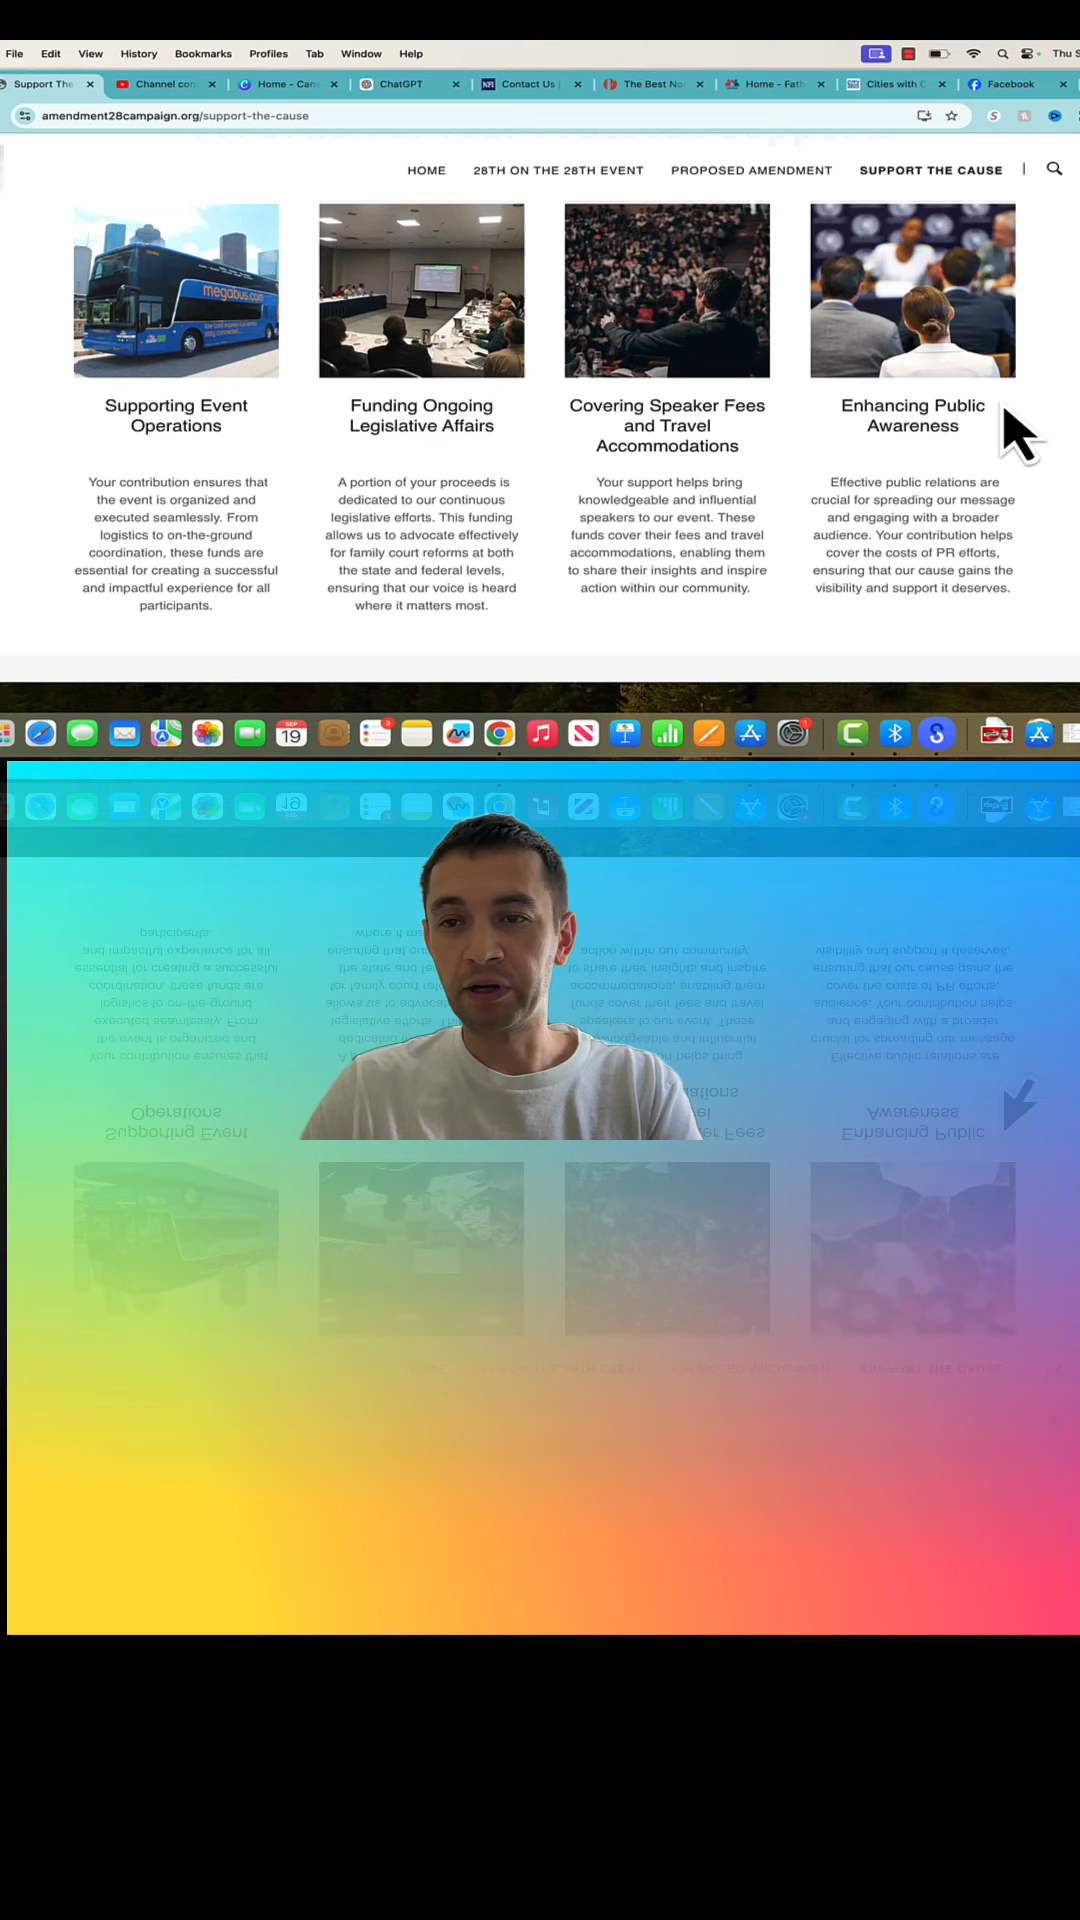 File Edit View History Bookmarks Profiles Tab Window Help Thu S
Support The Channel con Home - Can ChatGPT Contact Us The Best No Home - Fath Cities with C Facebook
amendment28campaign.org/support-the-cause
HOME 28TH ON THE 28TH EVENT PROPOSED AMENDMENT SUPPORT THE CAUSE
megabus.com
Supporting Event
Operations
Your contribution ensures that
the event is organized and
executed seamlessly. From
logistics to on-the-ground
coordination, these funds are
essential for creating a successful
and impactful experience for all
participants.
Funding Ongoing
Legislative Affairs
A portion of your proceeds is
dedicated to our continuous
legislative efforts. This funding
allows us to advocate effectively
for family court reforms at both
the state and federal levels,
ensuring that our voice is heard
where it matters most.
Covering Speaker Fees
and Travel
Accommodations
Your support helps bring
knowledgeable and influential
speakers to our event. These
funds cover their fees and travel
accommodations, enabling them
to share their insights and inspire
action within our community.
Enhancing Public
Awareness
Effective public relations are
crucial for spreading our message
and engaging with a broader
audience. Your contribution helps
cover the costs of PR efforts,
ensuring that our cause gains the
visibility and support it deserves.
SEP
19
3
1